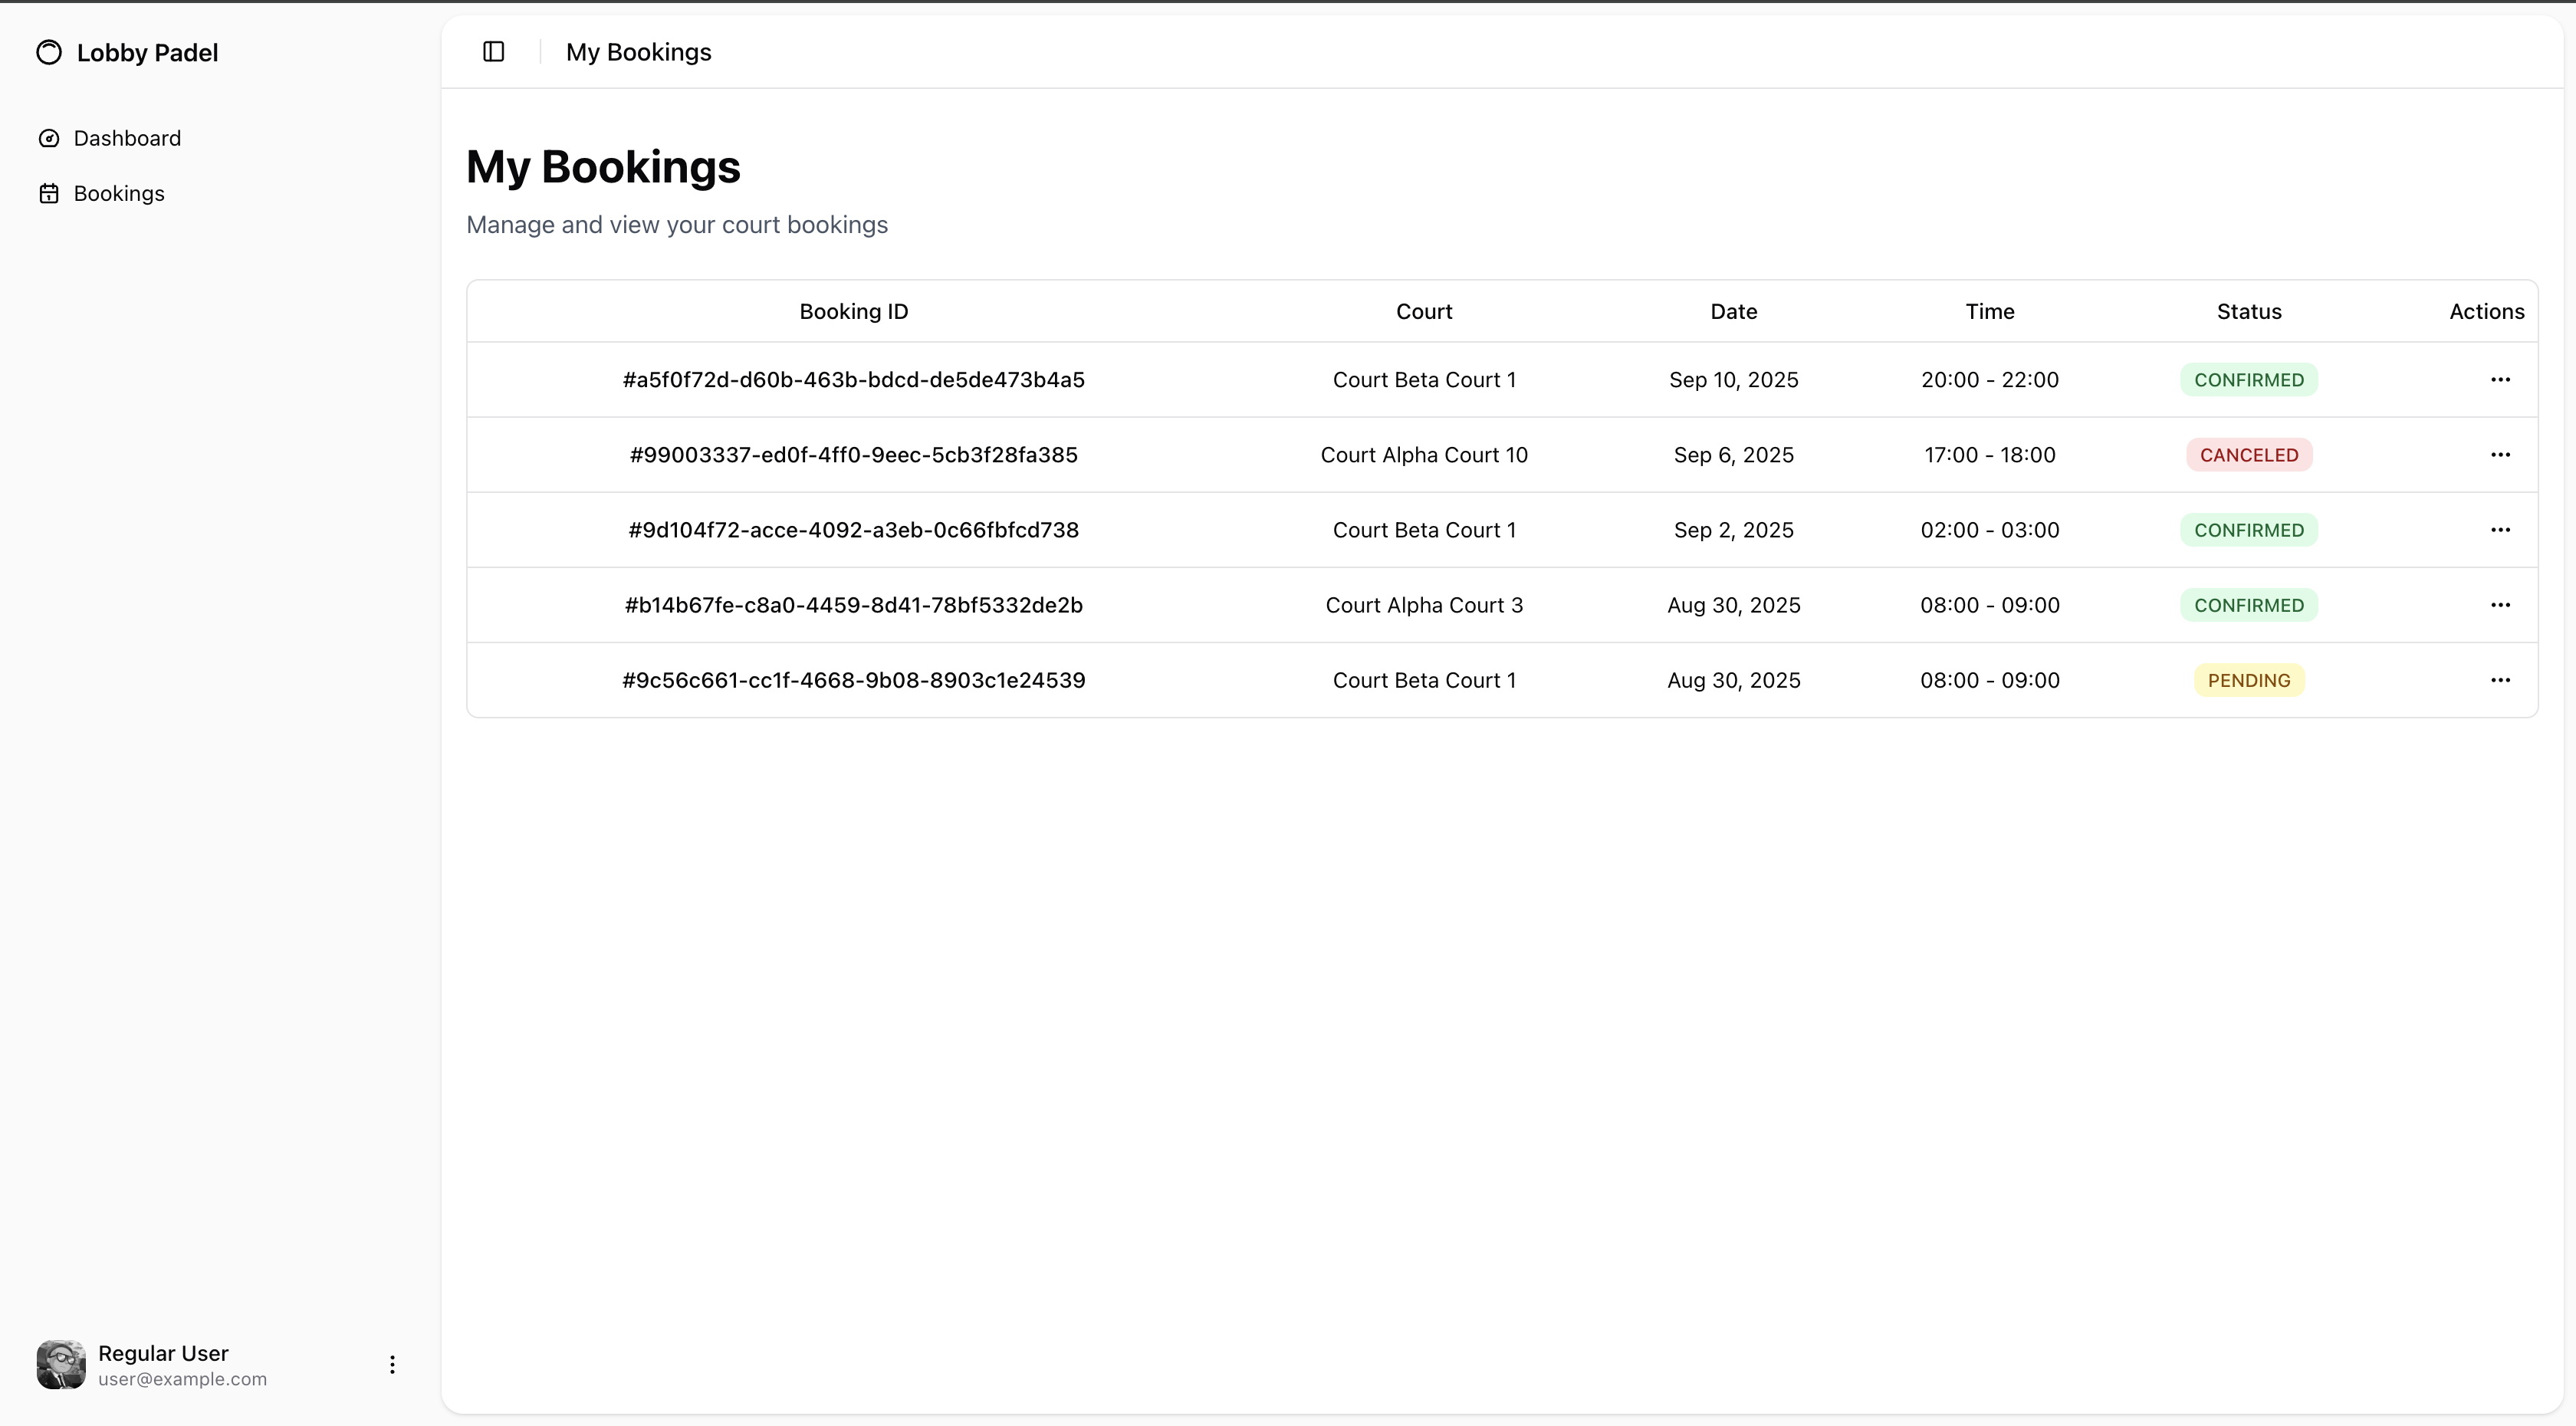 Lobby Padel
Dashboard
Bookings
My Bookings
My Bookings
Manage and view your court bookings
Booking ID Court Date Time Status Actions
#a5f0f72d-d60b-463b-bdcd-de5de473b4a5 Court Beta Court 1 Sep 10, 2025 20:00 - 22:00 CONFIRMED
#99003337-ed0f-4ff0-9eec-5cb3f28fa385 Court Alpha Court 10 Sep 6, 2025 17:00 - 18:00 CANCELED
#9d104f72-acce-4092-a3eb-0c66fbfcd738 Court Beta Court 1 Sep 2, 2025 02:00 - 03:00 CONFIRMED
#b14b67fe-c8a0-4459-8d41-78bf5332de2b Court Alpha Court 3 Aug 30, 2025 08:00 - 09:00 CONFIRMED
#9c56c661-cc1f-4668-9b08-8903c1e24539 Court Beta Court 1 Aug 30, 2025 08:00 - 09:00 PENDING
Regular User
user@example.com